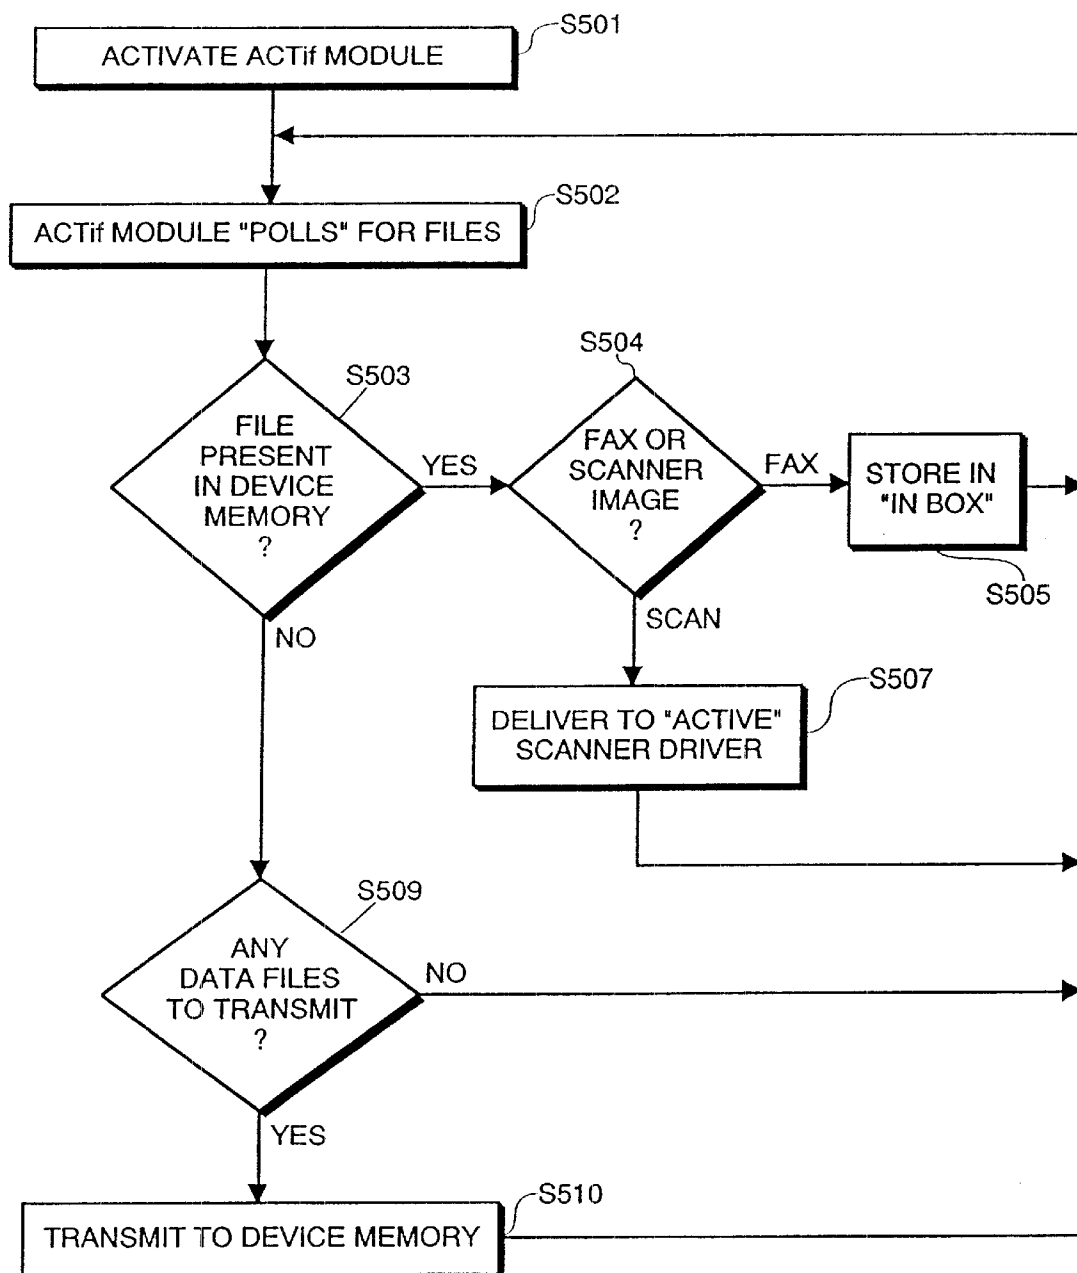 S501
ACTIVATE ACTif MODULE
S502
ACTif MODULE "POLLS" FOR FILES
S503
FILE
PRESENT
IN DEVICE
MEMORY
?
YES
NO
S504
FAX OR
SCANNER
IMAGE
?
FAX
SCAN
STORE IN
"IN BOX"
S505
S507
DELIVER TO "ACTIVE"
SCANNER DRIVER
S509
ANY
DATA FILES
TO TRANSMIT
?
NO
YES
S510
TRANSMIT TO DEVICE MEMORY